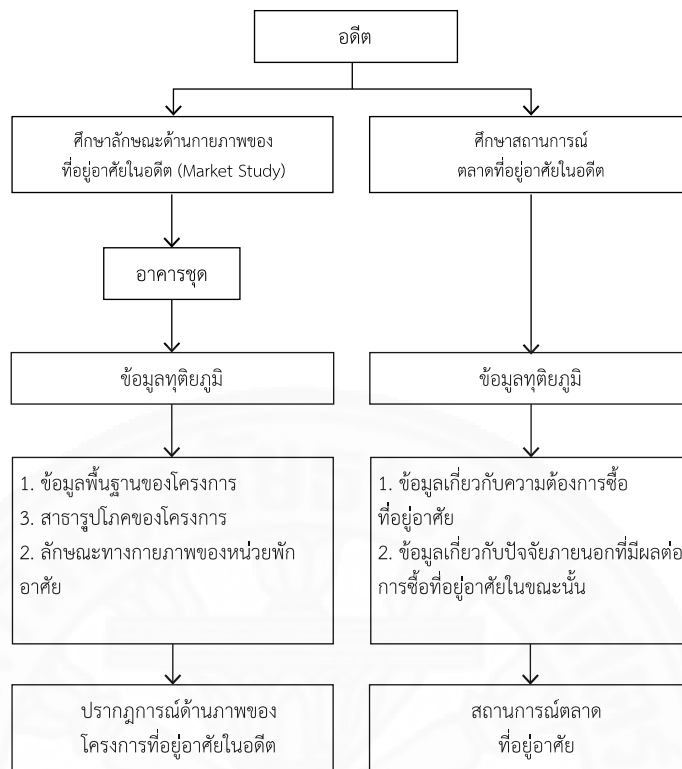 อดีต
ศึกษาลักษณะด้านกายภาพของ
ที่อยู่อาศัยในอดีต (Market Study)
ศึกษาสถานการณ์
ตลาดที่อยู่อาศัยในอดีต
อาคารชุด
ข้อมูลทุติยภูมิ
ข้อมูลทุติยภูมิ
1. ข้อมูลพื้นฐานของโครงการ
3. สาธารูปโภคของโครงการ
2. ลักษณะทางกายภาพของหน่วยพัก
อาศัย
1. ข้อมูลเกี่ยวกับความต้องการซื้อ
ที่อยู่อาศัย
2. ข้อมูลเกี่ยวกับปัจจัยภายนอกที่มีผลต่อ
การซื้อที่อยู่อาศัยในขณะนั้น
ปรากฎการณ์ด้านภาพของ
โครงการที่อยู่อาศัยในอดีต
สถานการณ์ตลาด
ที่อยู่อาศัย